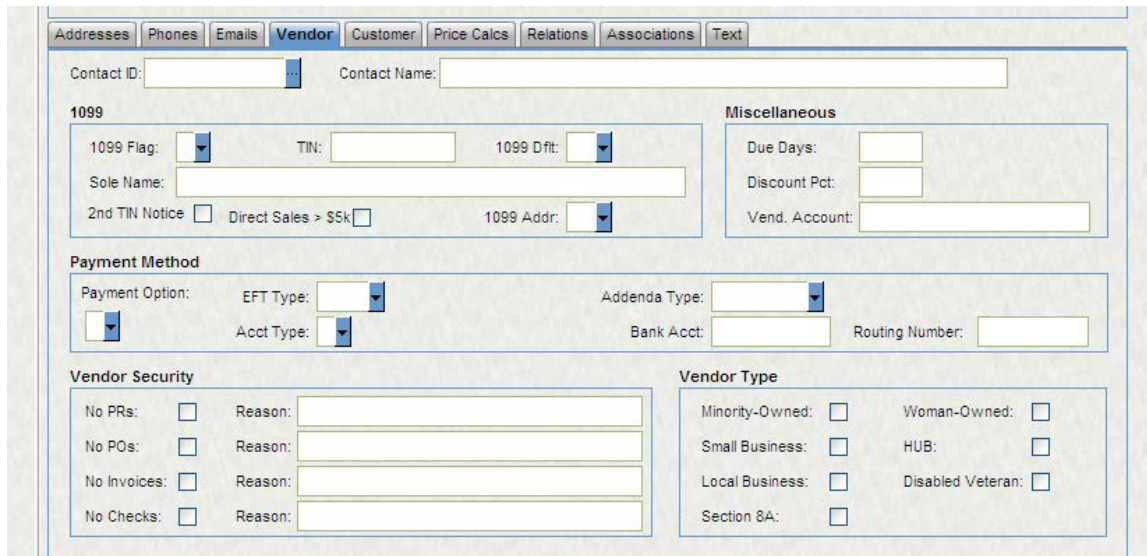 Addresses Phones Emails Vendor Customer Price Calcs Relations Associations Text
Contact ID: ... Contact Name:
1099 Miscellaneous
1099 Flag: TIN: 1099 Dflt: Due Days:
Sole Name: Discount Pct:
2nd TIN Notice Direct Sales > $5k 1099 Addr: Vend. Account:
Payment Method
Payment Option: EFT Type: Addenda Type:
Acct Type: Bank Acct: Routing Number:
Vendor Security Vendor Type
No PRs: Reason: Minority-Owned: Woman-Owned:
No POs: Reason: Small Business: HUB:
No Invoices: Reason: Local Business: Disabled Veteran:
No Checks: Reason: Section 8A: